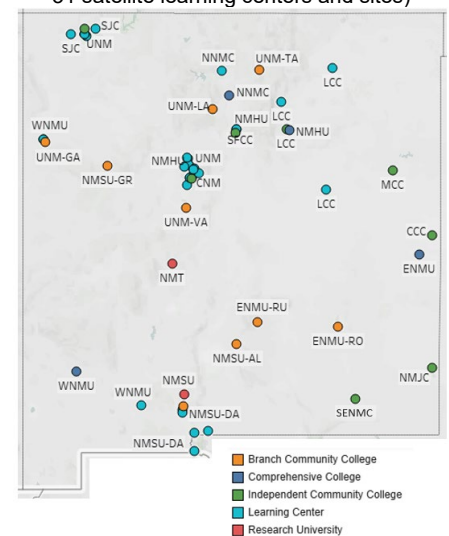 SJC
SJC
UNM
NNMC
UNM-TA
LCC
NNMC
UNM-LA
LCC
WNMU
NMHU
NMHU
SFCC
LCC
UNM-GA
NMHU
UNM
NMSU-GR
CNM
MCC
LCC
UNM-VA
CCC
ENMU
NMT
ENMU-RU
ENMU-RO
NMSU-AL
WNMU
NMSU
NMJC
WNMU
NMSU-DA
SENMC
NMSU-DA
Branch Community College
Comprehensive College
Independent Community College
Learning Center
Research University